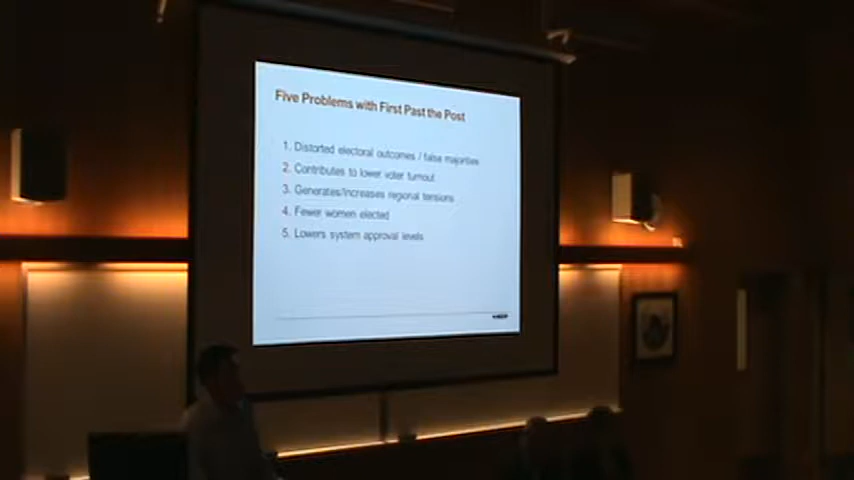 Five Problems with First Past the Post
1. Distorted electoral outcomes / false majorities
2. Contributes to lower voter turnout
3. Generates/increases regional tensions
4. Fewer women elected
5. Lowers system approval levels